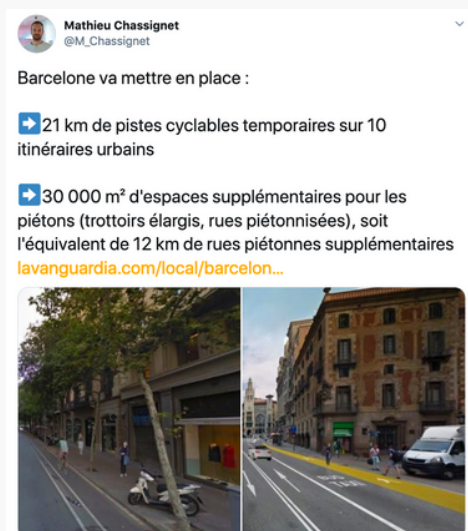 Mathieu Chassignet
@M_Chassignet
Barcelone va mettre en place :
➡21 km de pistes cyclables temporaires sur 10
itinéraires urbains
➡30 000 m² d'espaces supplémentaires pour les
piétons (trottoirs élargis, rues piétonnisées), soit
l'équivalent de 12 km de rues piétonnes supplémentaires
lavanguardia.com/local/barcelon...
BUS
TAXI